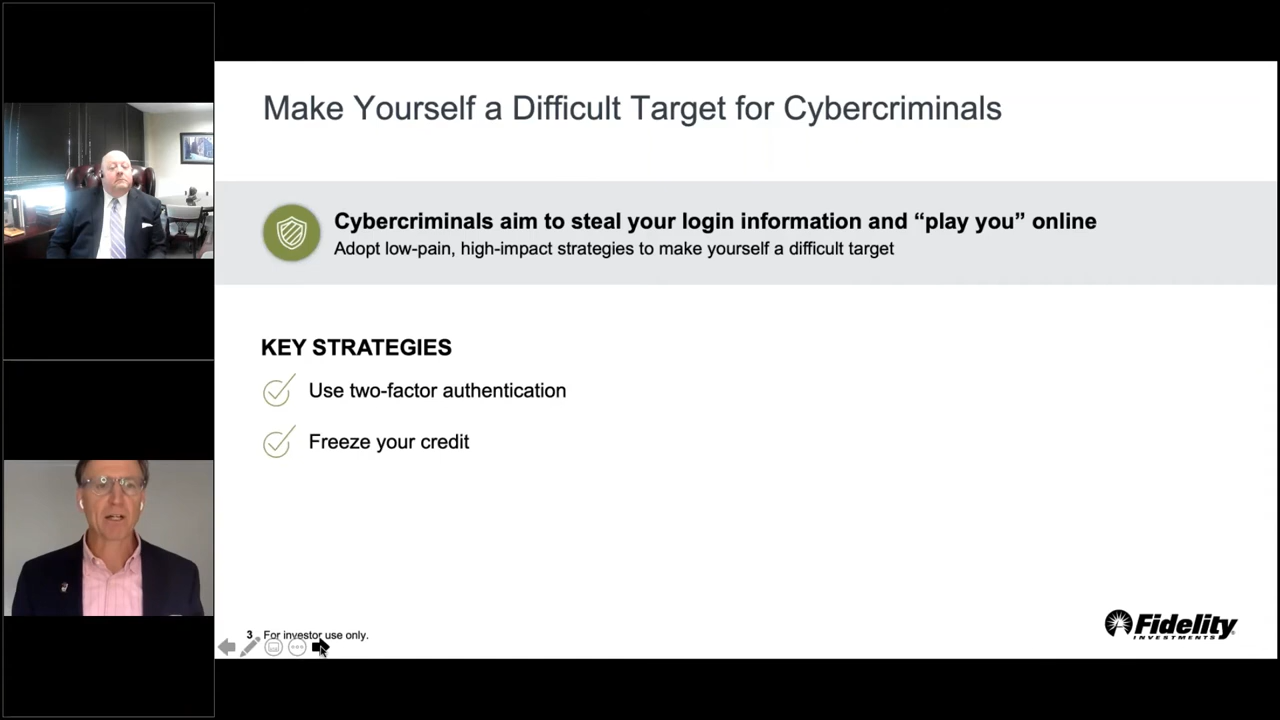 Make Yourself a Difficult Target for Cybercriminals
Cybercriminals aim to steal your login information and “play you” online
Adopt low-pain, high-impact strategies to make yourself a difficult target
KEY STRATEGIES
Use two-factor authentication
Freeze your credit
3 For investor use only.
Fidelity
INVESTMENTS